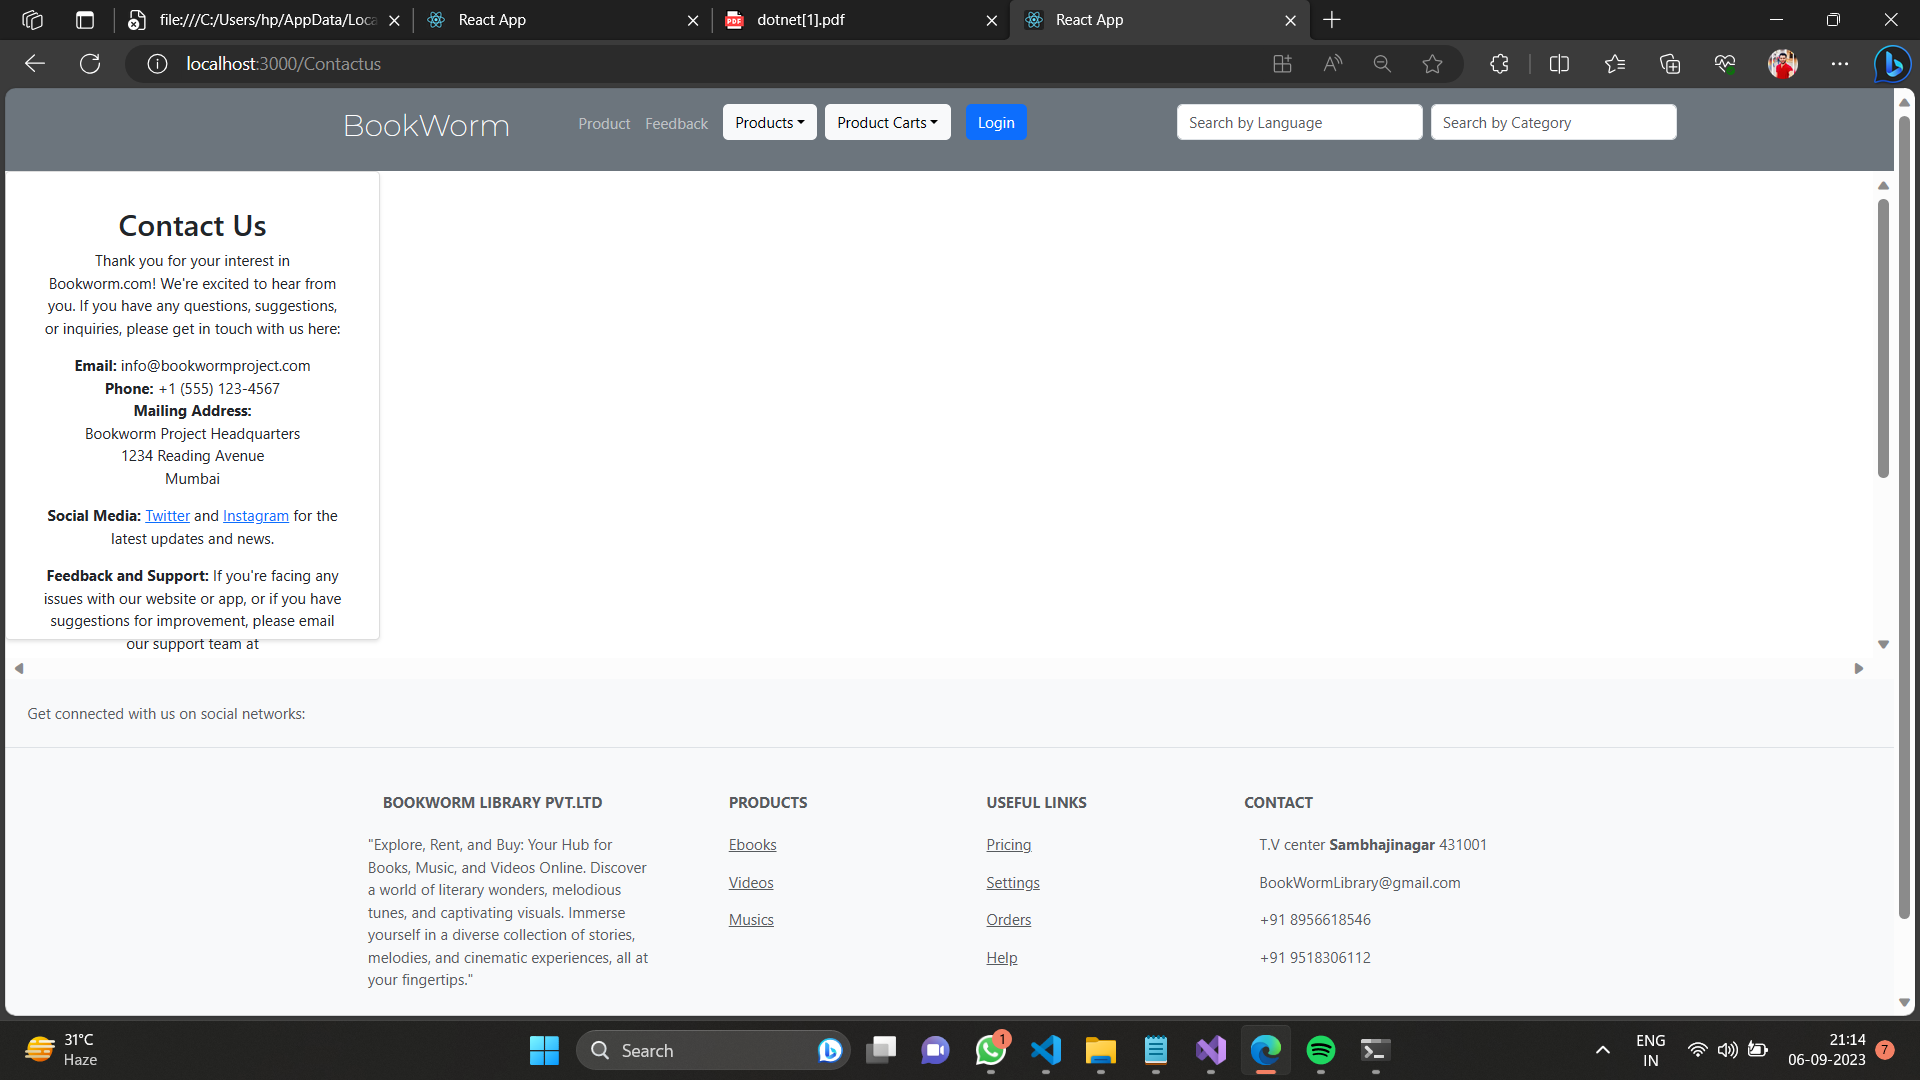 file:///C:/Users/hp/AppData/Loca
React App
dotnet[1].pdf
React App
localhost:3000/Contactus
BookWorm
Product
Feedback
Products
Product Carts
Login
Search by Language
Search by Category
Contact Us
Thank you for your interest in
Bookworm.com! We're excited to hear from
you. If you have any questions, suggestions,
or inquiries, please get in touch with us here:
Email: info@bookwormproject.com
Phone: +1 (555) 123-4567
Mailing Address:
Bookworm Project Headquarters
1234 Reading Avenue
Mumbai
Social Media: Twitter and Instagram for the
latest updates and news.
Feedback and Support: If you're facing any
issues with our website or app, or if you have
suggestions for improvement, please email
our support team at
Get connected with us on social networks:
BOOKWORM LIBRARY PVT.LTD
"Explore, Rent, and Buy: Your Hub for
Books, Music, and Videos Online. Discover
a world of literary wonders, melodious
tunes, and captivating visuals. Immerse
yourself in a diverse collection of stories,
melodies, and cinematic experiences, all at
your fingertips."
PRODUCTS
Ebooks
Videos
Musics
USEFUL LINKS
Pricing
Settings
Orders
Help
CONTACT
T.V center Sambhajinagar 431001
BookWormLibrary@gmail.com
+91 8956618546
+91 9518306112
31°C
Haze
Search
1
ENG
IN
21:14
06-09-2023
7